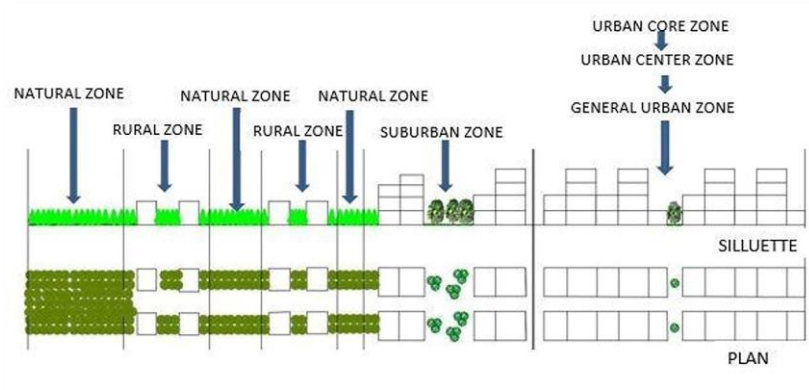 URBAN CORE ZONE
URBAN CENTER ZONE
NATURAL ZONE
NATURAL ZONE
NATURAL ZONE
GENERAL URBAN ZONE
RURAL ZONE
RURAL ZONE
SUBURBAN ZONE
SILLUETTE
PLAN